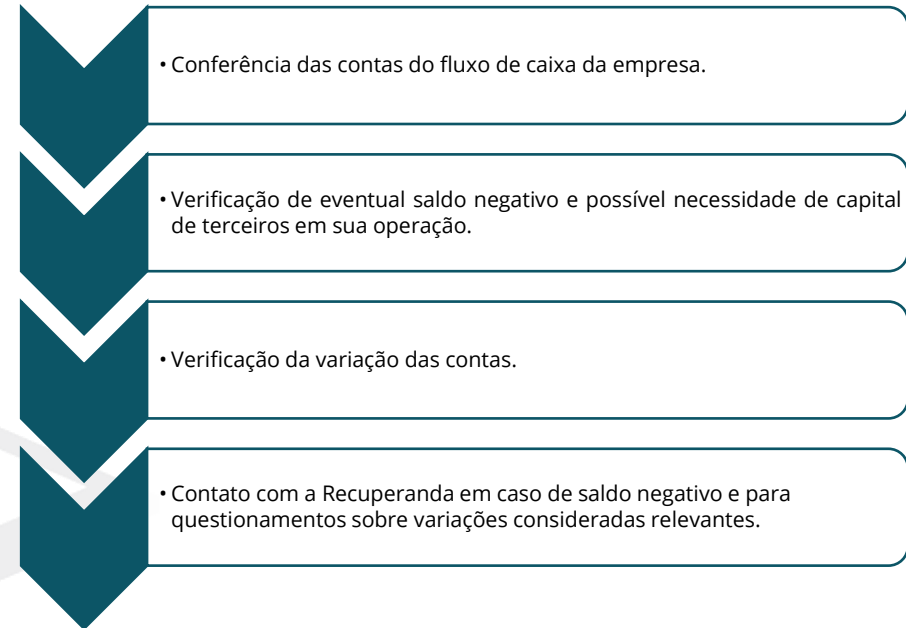 • Conferência das contas do fluxo de caixa da empresa.
• Verificação de eventual saldo negativo e possível necessidade de capital
de terceiros em sua operação.
• Verificação da variação das contas.
• Contato com a Recuperanda em caso de saldo negativo e para
questionamentos sobre variações consideradas relevantes.